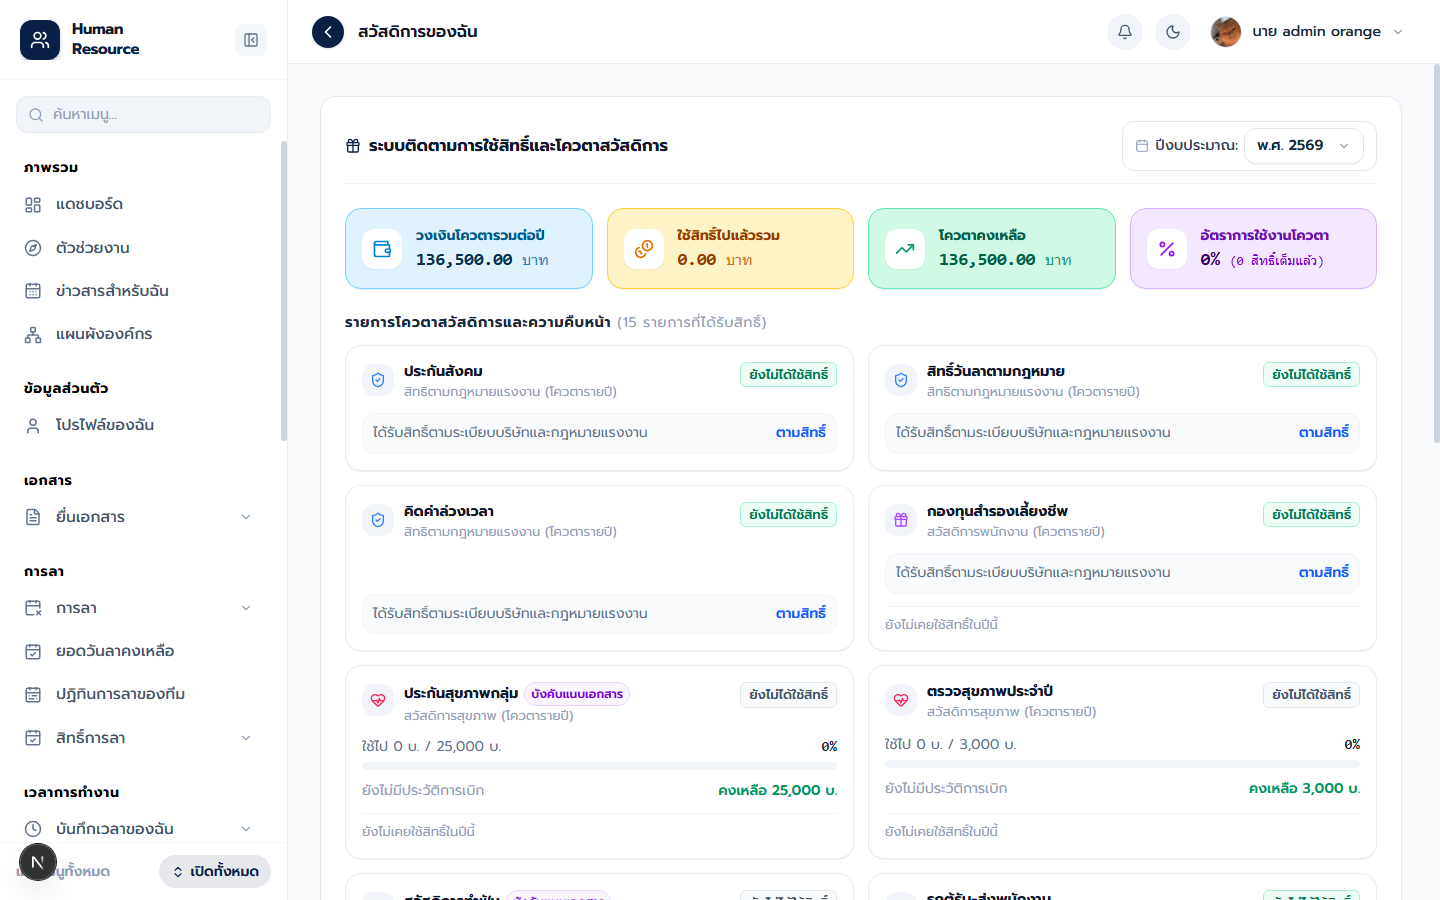 Human
Resource
สวัสดิการของฉัน
นาย admin orange
ค้นหาเมนู...
ภาพรวม
แดชบอร์ด
ตัวช่วยงาน
ข่าวสารสำหรับฉัน
แผนผังองค์กร
ข้อมูลส่วนตัว
โปรไฟล์ของฉัน
เอกสาร
ยื่นเอกสาร
การลา
การลา
ยอดวันลาคงเหลือ
ปฏิทินการลาของทีม
สิทธิ์การลา
เวลาการทำงาน
บันทึกเวลาของฉัน
N
นูทั้งหมด
เปิดทั้งหมด
ระบบติดตามการใช้สิทธิ์และโควตาสวัสดิการ
ปีงบประมาณ: พ.ศ. 2569
วงเงินโควตารวมต่อปี
136,500.00 บาท
ใช้สิทธิ์ไปแล้วรวม
0.00 บาท
โควตาคงเหลือ
136,500.00 บาท
อัตราการใช้งานโควตา
0% (0 สิทธิ์เต็มแล้ว)
รายการโควตาสวัสดิการและความคืบหน้า (15 รายการที่ได้รับสิทธิ์)
ประกันสังคม
ยังไม่ได้ใช้สิทธิ์
สิทธิตามกฎหมายแรงงาน (โควตารายปี)
ได้รับสิทธิ์ตามระเบียบบริษัทและกฎหมายแรงงาน
ตามสิทธิ์
สิทธิ์วันลาตามกฎหมาย
ยังไม่ได้ใช้สิทธิ์
สิทธิตามกฎหมายแรงงาน (โควตารายปี)
ได้รับสิทธิ์ตามระเบียบบริษัทและกฎหมายแรงงาน
ตามสิทธิ์
คิดค่าล่วงเวลา
ยังไม่ได้ใช้สิทธิ์
สิทธิตามกฎหมายแรงงาน (โควตารายปี)
ได้รับสิทธิ์ตามระเบียบบริษัทและกฎหมายแรงงาน
ตามสิทธิ์
กองทุนสำรองเลี้ยงชีพ
ยังไม่ได้ใช้สิทธิ์
สวัสดิการพนักงาน (โควตารายปี)
ได้รับสิทธิ์ตามระเบียบบริษัทและกฎหมายแรงงาน
ตามสิทธิ์
ยังไม่เคยใช้สิทธิ์ในปีนี้
ประกันสุขภาพกลุ่ม บังคับแนบเอกสาร
ยังไม่ได้ใช้สิทธิ์
สวัสดิการสุขภาพ (โควตารายปี)
ใช้ไป 0 บ. / 25,000 บ.
0%
ยังไม่มีประวัติการเบิก
คงเหลือ 25,000 บ.
ยังไม่เคยใช้สิทธิ์ในปีนี้
ตรวจสุขภาพประจำปี
ยังไม่ได้ใช้สิทธิ์
สวัสดิการสุขภาพ (โควตารายปี)
ใช้ไป 0 บ. / 3,000 บ.
0%
ยังไม่มีประวัติการเบิก
คงเหลือ 3,000 บ.
ยังไม่เคยใช้สิทธิ์ในปีนี้